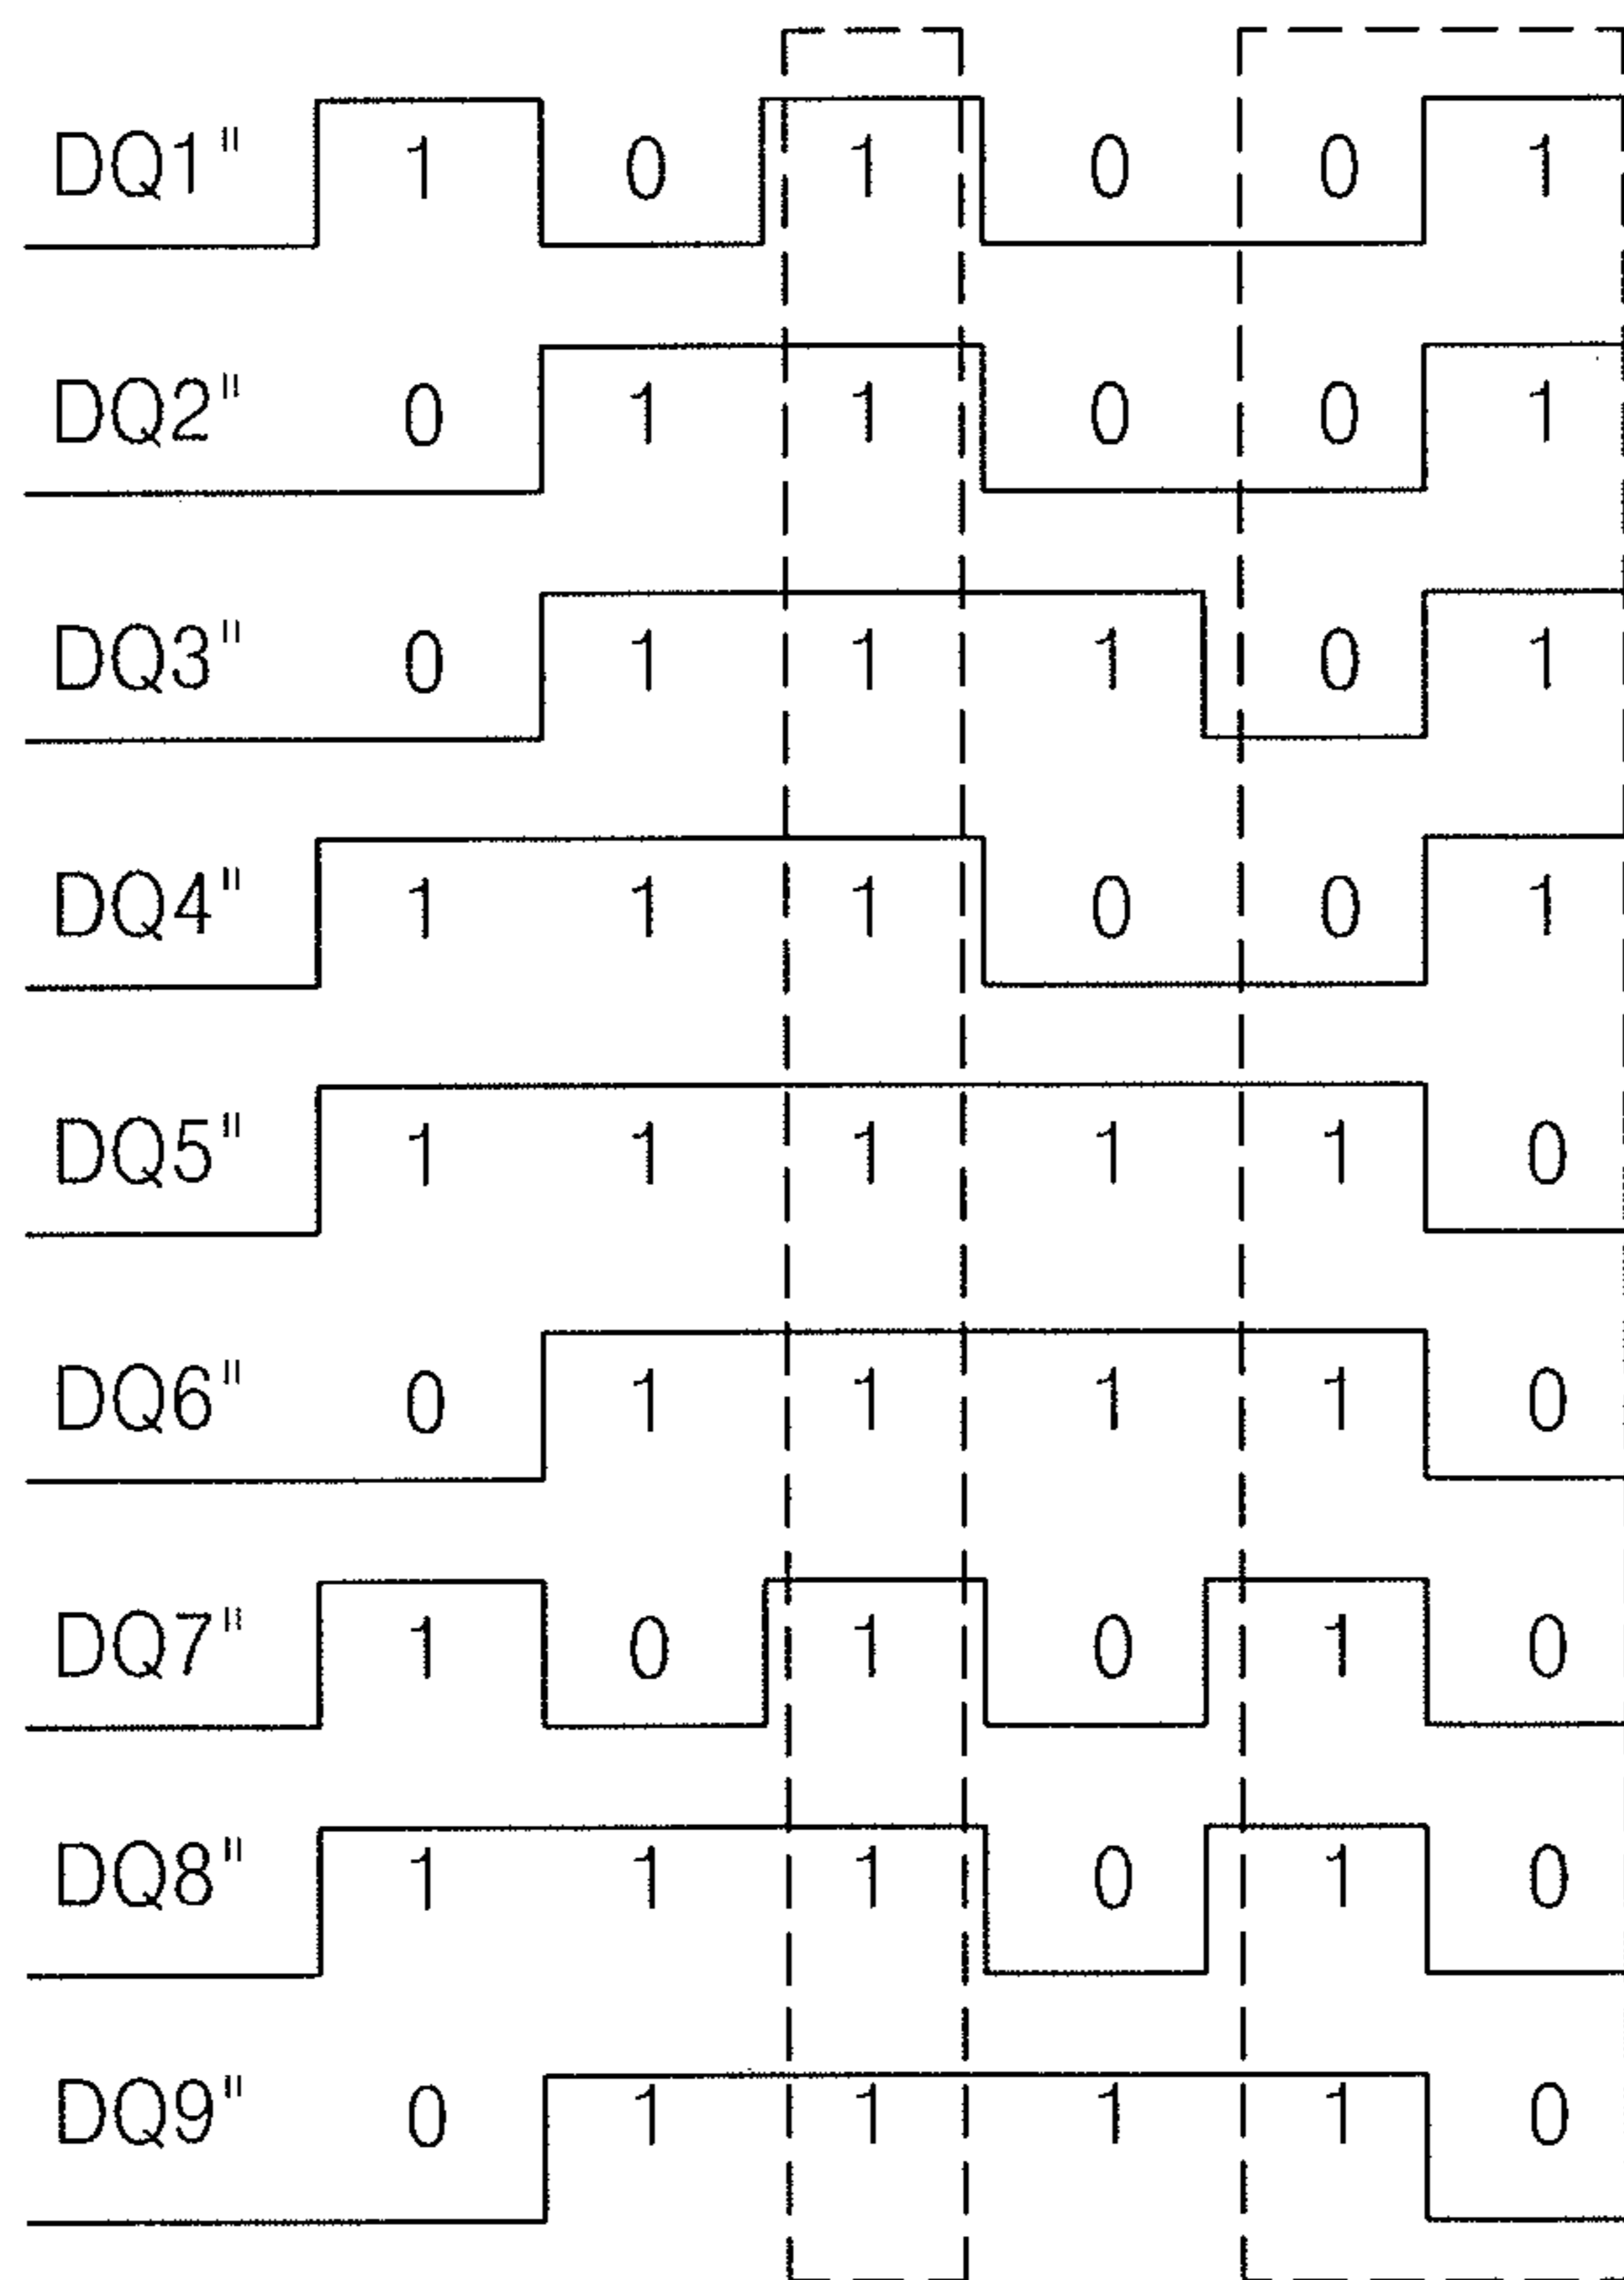 DQ1" 1 0 1 0 0 1
DQ2" 0 1 1 0 0 1
DQ3" 0 1 1 1 0 1
DQ4" 1 1 1 0 0 1
DQ5" 1 1 1 1 1 0
DQ6" 0 1 1 1 1 0
DQ7" 1 0 1 0 1 0
DQ8" 1 1 1 0 1 0
DQ9" 0 1 1 1 1 0